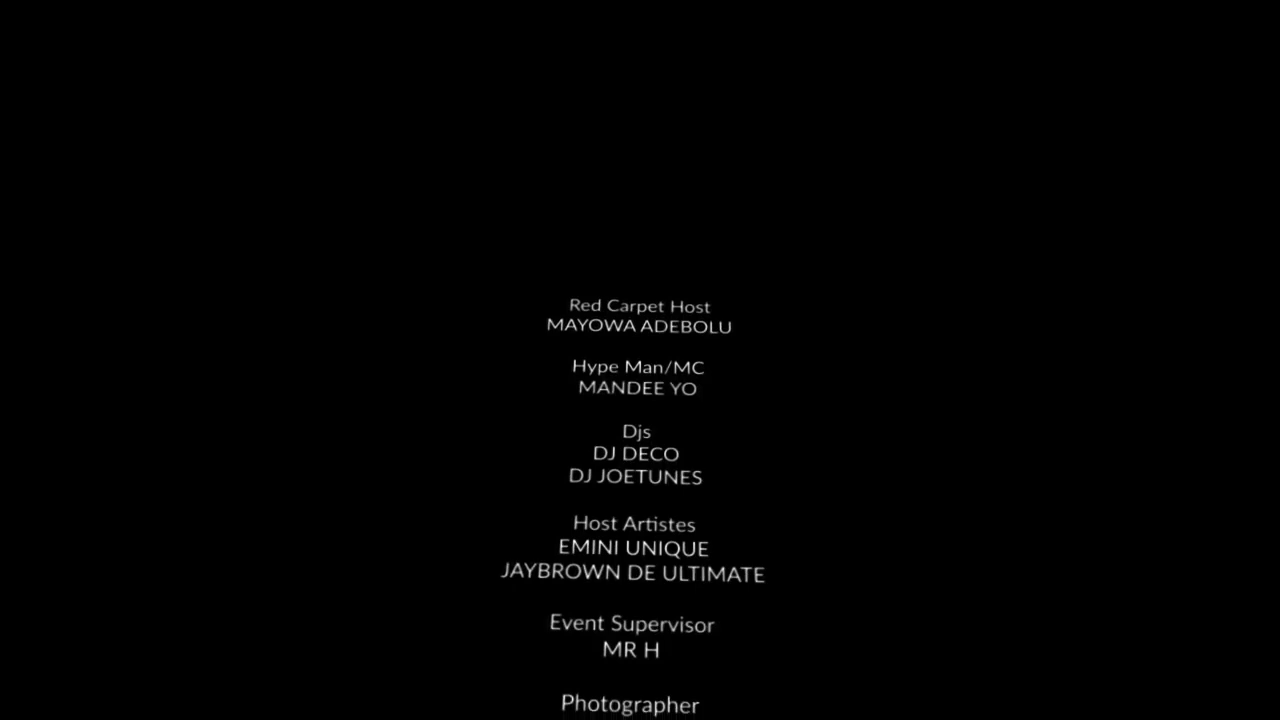 Red Carpet Host
MAYOWA ADEBOLU
Hype Man/MC
MANDEE YO
Djs
DJ DECO
DJ JOETUNES
Host Artistes
EMINI UNIQUE
JAYBROWN DE ULTIMATE
Event Supervisor
MR H
Photographer